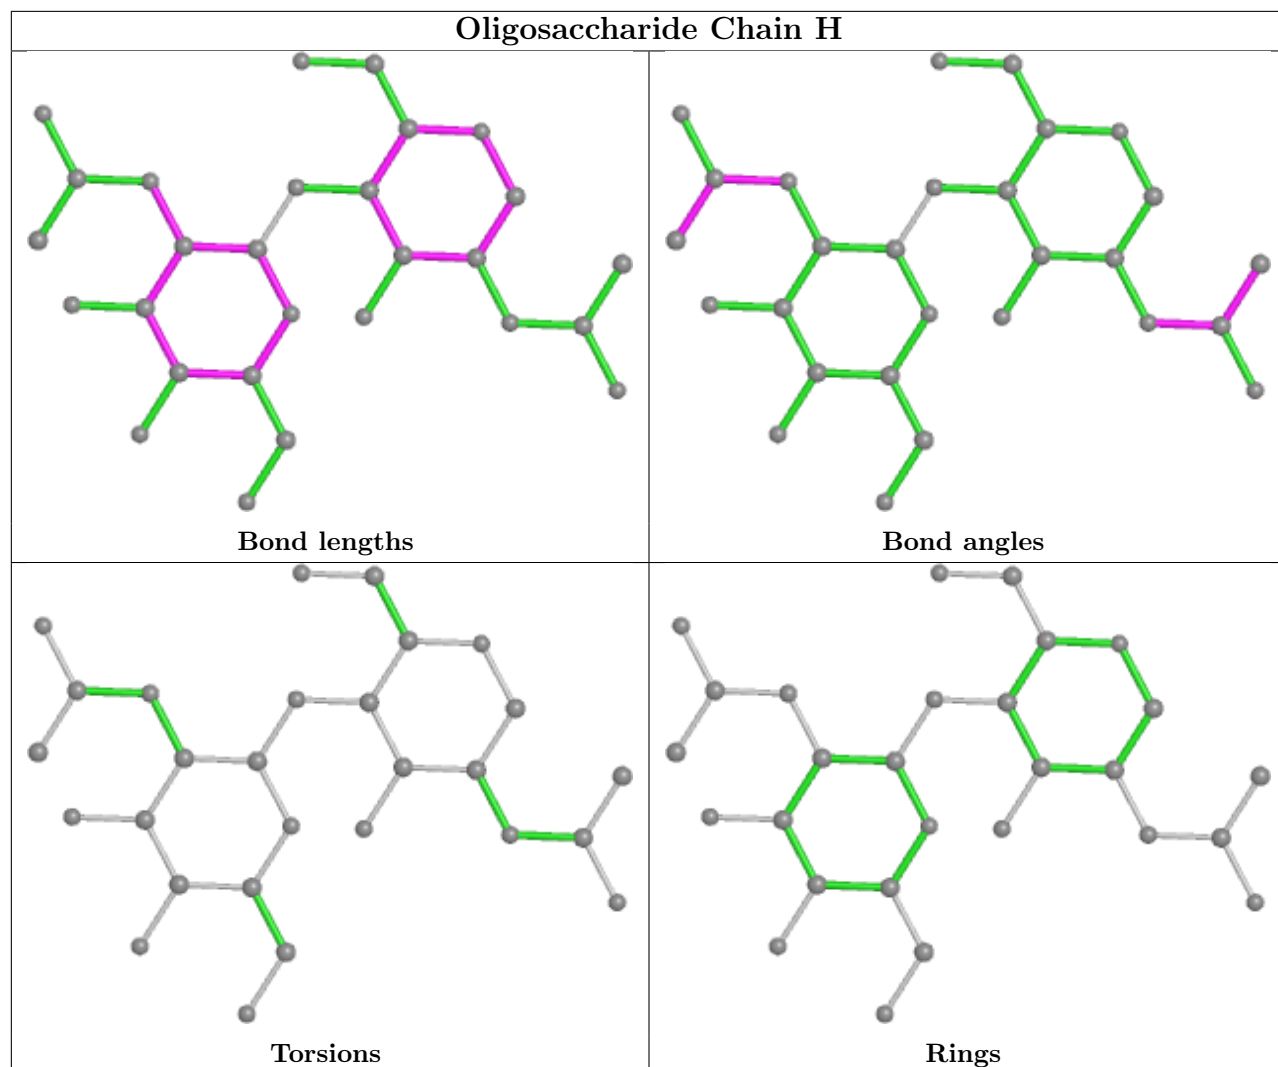 Oligosaccharide Chain H
Bond lengths
Bond angles
Torsions
Rings